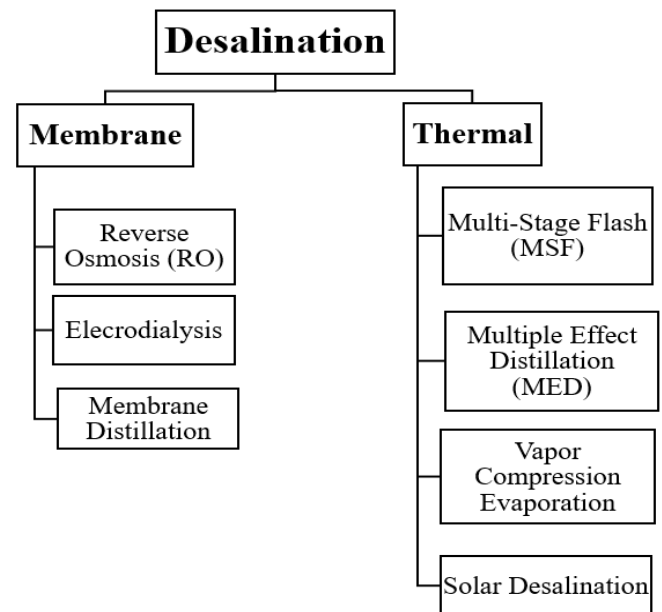 Desalination
Membrane
Reverse
Osmosis (RO)
Elecrodialysis
Membrane
Distillation
Thermal
Multi-Stage Flash
(MSF)
Multiple Effect
Distillation
(MED)
Vapor
Compression
Evaporation
Solar Desalination